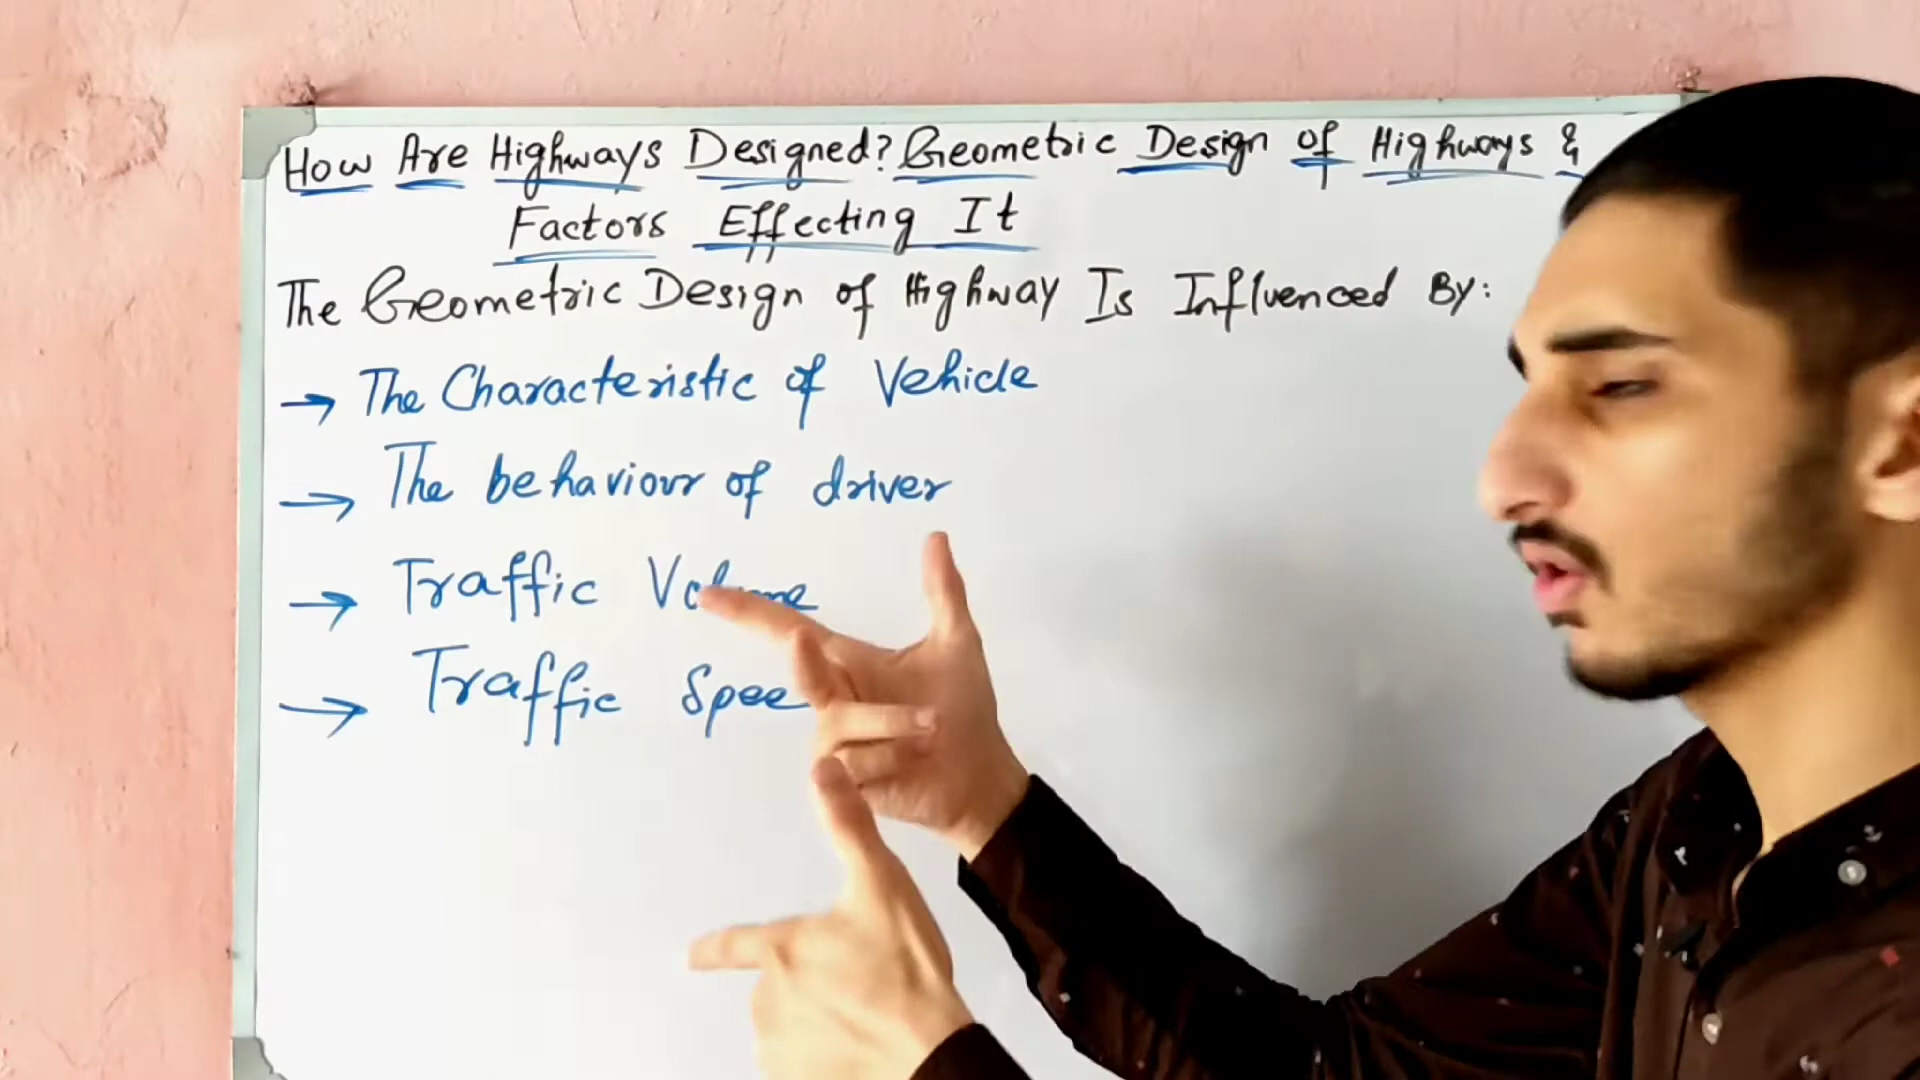 How Are Highways Designed? Geometric Design of Highways &
Factors Effecting It
The Geometric Design of Highway Is Influenced By:
→ The Characteristic of Vehicle
→ The behaviour of driver
→ Traffic Volume
→ Traffic Spee